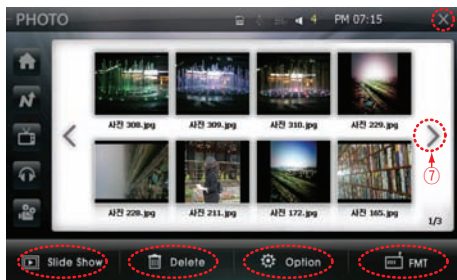 PHOTO 4 PM 07:15
사진 308.jpg 사진 309.jpg 사진 310.jpg 사진 229.jpg
⑦
사진 228.jpg 사진 211.jpg 사진 172.jpg 사진 165.jpg
1/3
Slide Show Delete Option FMT